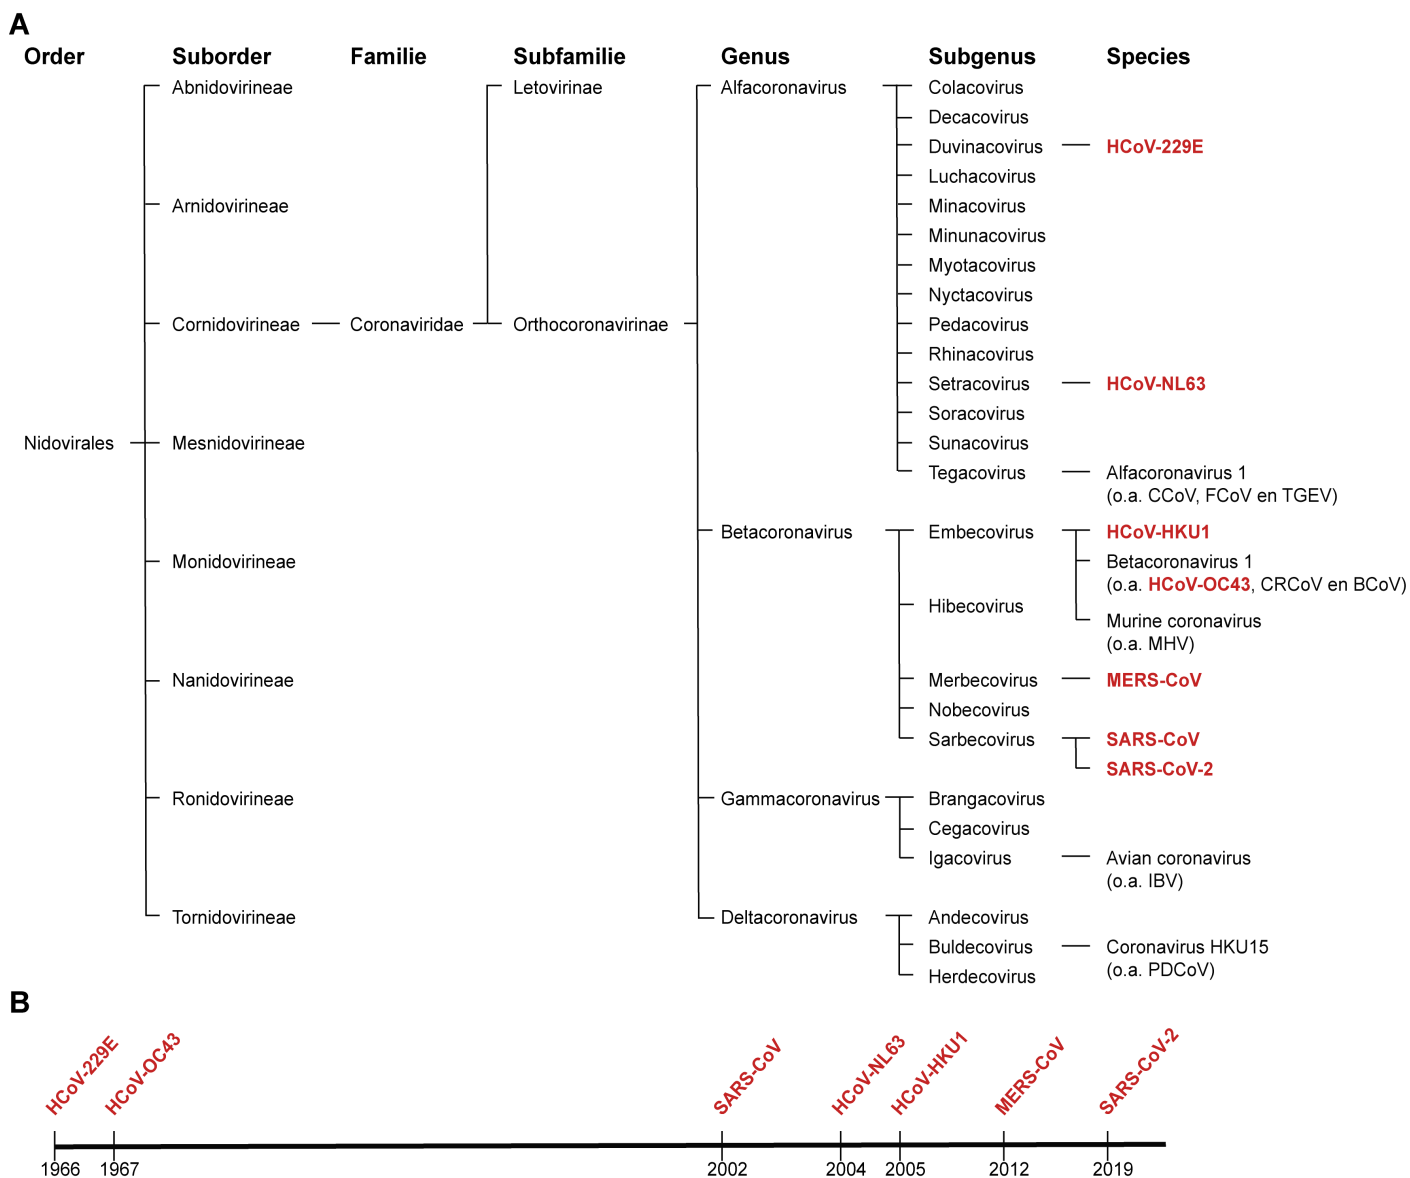 A
Order Suborder Familie Subfamilie Genus Subgenus Species
Abnidovirineae Letovirinae Alfacoronavirus Colacovirus
Decacovirus
Duvinacovirus HCoV-229E
Luchacovirus
Arnidovirineae Minacovirus
Minunacovirus
Myotacovirus
Nyctacovirus
Cornidovirineae Coronaviridae Orthocoronavirinae Pedacovirus
Rhinacovirus
Setracovirus HCoV-NL63
Soracovirus
Nidovirales Mesnidovirineae Sunacovirus
Tegacovirus Alfacoronavirus 1
(o.a. CCoV, FCoV en TGEV)
Betacoronavirus Embecovirus HCoV-HKU1
Monidovirineae Betacoronavirus 1
(o.a. HCoV-OC43, CRCoV en BCoV)
Hibecovirus
Murine coronavirus
(o.a. MHV)
Nanidovirineae Merbecovirus MERS-CoV
Nobecovirus
Sarbecovirus SARS-CoV
SARS-CoV-2
Ronidovirineae Gammacoronavirus Brangacovirus
Cegacovirus
Igacovirus Avian coronavirus
(o.a. IBV)
Tornidovirineae Deltacoronavirus Andecovirus
Buldecovirus Coronavirus HKU15
(o.a. PDCoV)
Herdecovirus
B
HCoV-229E HCoV-OC43 SARS-CoV HCoV-NL63 HCoV-HKU1 MERS-CoV SARS-CoV-2
1966 1967 2002 2004 2005 2012 2019